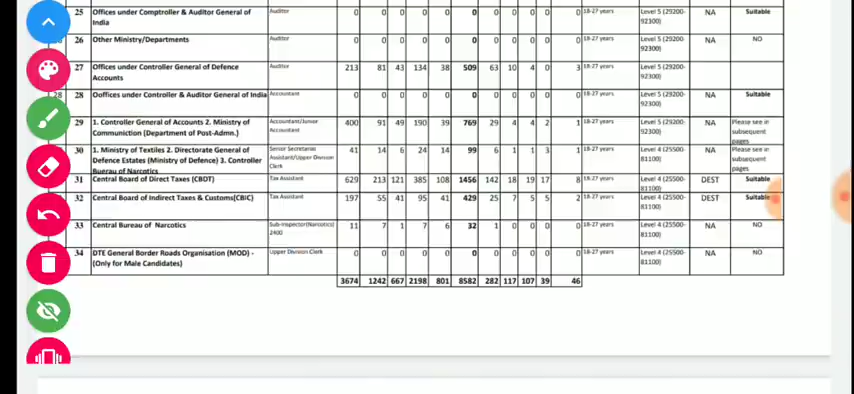 25 Offices under Comptroller & Auditor General of India Auditor 0 0 0 0 0 0 0 0 0 0 0 18-27 years Level 5 (29200-92300) NA Suitable
26 Other Ministry/Departments Auditor 0 0 0 0 0 0 0 0 0 0 0 18-27 years Level 5 (29200-92300) NA NO
27 Offices under Controller General of Defence Accounts Auditor 213 81 43 134 38 509 63 10 4 0 3 18-27 years Level 5 (29200-92300) NA
28 28 Ooffices under Controller & Auditor General of India Accountant 0 0 0 0 0 0 0 0 0 0 0 18-27 years Level 5 (29200-92300) NA Suitable
29 1. Controller General of Accounts 2. Ministry of Communiction (Department of Post-Admn.) Accountant/Junior Accountant 400 91 49 190 39 769 29 4 4 2 1 18-27 years Level 5 (29200-92300) NA Please see in subsequent pages
30 1. Ministry of Textiles 2. Directorate General of Defence Estates (Ministry of Defence) 3. Controller Bureau of Narcotics Senior Secretariat Assistant/Upper Division Clerk 41 14 6 24 14 99 6 1 1 3 1 18-27 years Level 4 (25500-81100) NA Please see in subsequent pages
31 Central Board of Direct Taxes (CBDT) Tax Assistant 629 213 121 385 108 1456 142 18 19 17 8 18-27 years Level 4 (25500-81100) DEST Suitable
32 Central Board of Indirect Taxes & Customs(CBIC) Tax Assistant 197 55 41 95 41 429 25 7 5 5 2 18-27 years Level 4 (25500-81100) DEST Suitable
33 Central Bureau of Narcotics Sub-Inspector(Narcotics) 2400 11 7 1 7 6 32 1 0 0 0 0 18-27 years Level 4 (25500-81100) NA NO
34 DTE General Border Roads Organisation (MOD) - (Only for Male Candidates) Upper Division Clerk 0 0 0 0 0 0 0 0 0 0 0 18-27 years Level 4 (25500-81100) NA NO
3674 1242 667 2198 801 8582 282 117 107 39 46